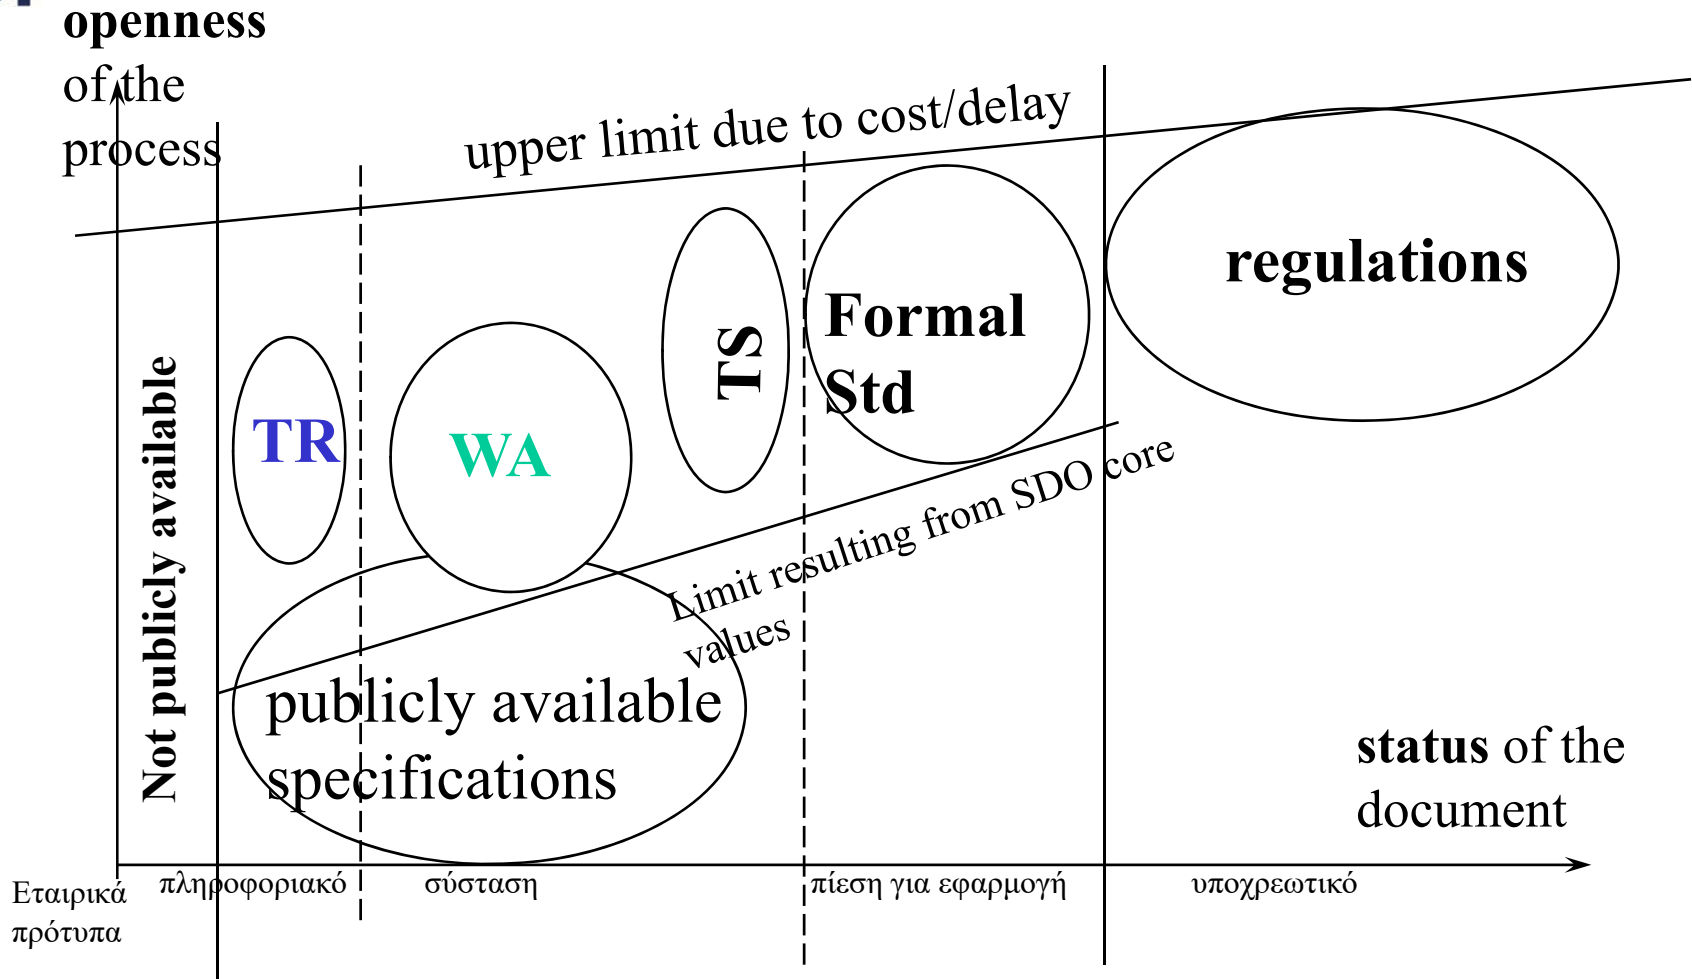 openness
of the
process
upper limit due to cost/delay
Not publicly available
TR
WA
TS
Formal
Std
regulations
Limit resulting from SDO core
values
publicly available
specifications
status of the
document
Εταιρικά
πρότυπα
πληροφοριακό
σύσταση
πίεση για εφαρμογή
υποχρεωτικό